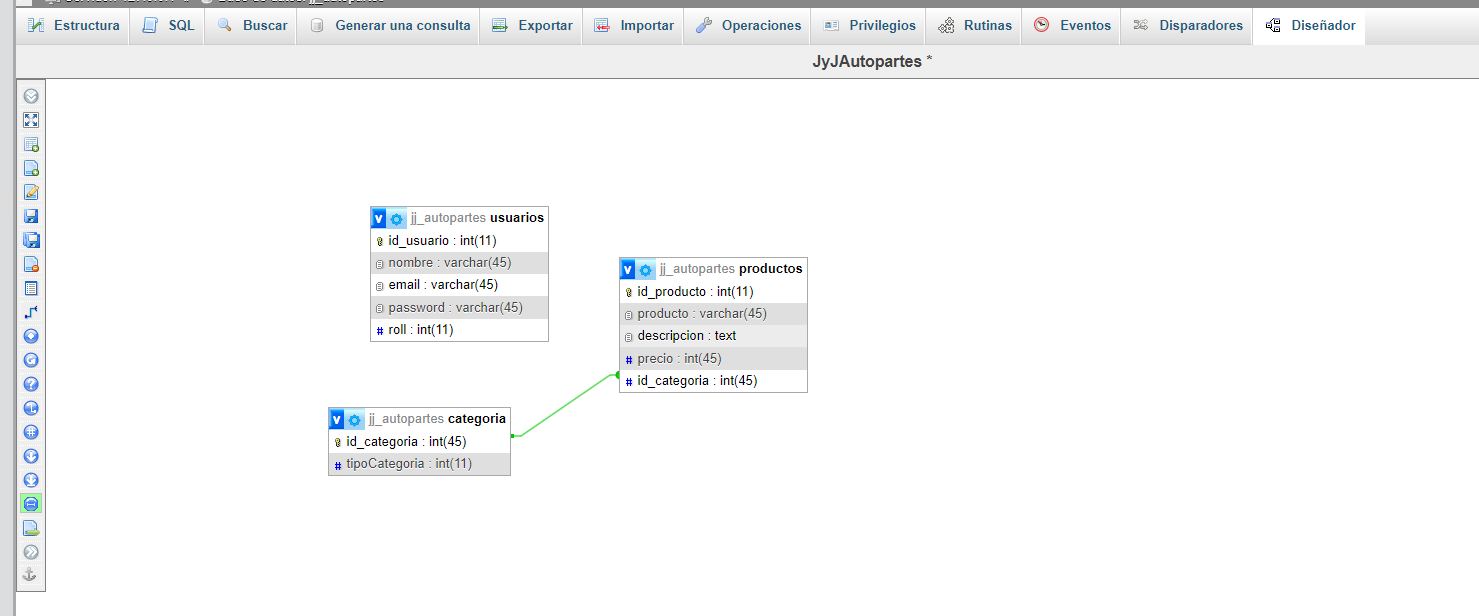 Estructura SQL Buscar Generar una consulta Exportar Importar Operaciones Privilegios Rutinas Eventos Disparadores Diseñador
JyJAutopartes *
jj_autopartes usuarios
id_usuario : int(11)
nombre : varchar(45)
email : varchar(45)
password : varchar(45)
# roll : int(11)
jj_autopartes productos
id_producto : int(11)
producto : varchar(45)
descripcion : text
# precio : int(45)
# id_categoria : int(45)
jj_autopartes categoria
id_categoria : int(45)
# tipoCategoria : int(11)